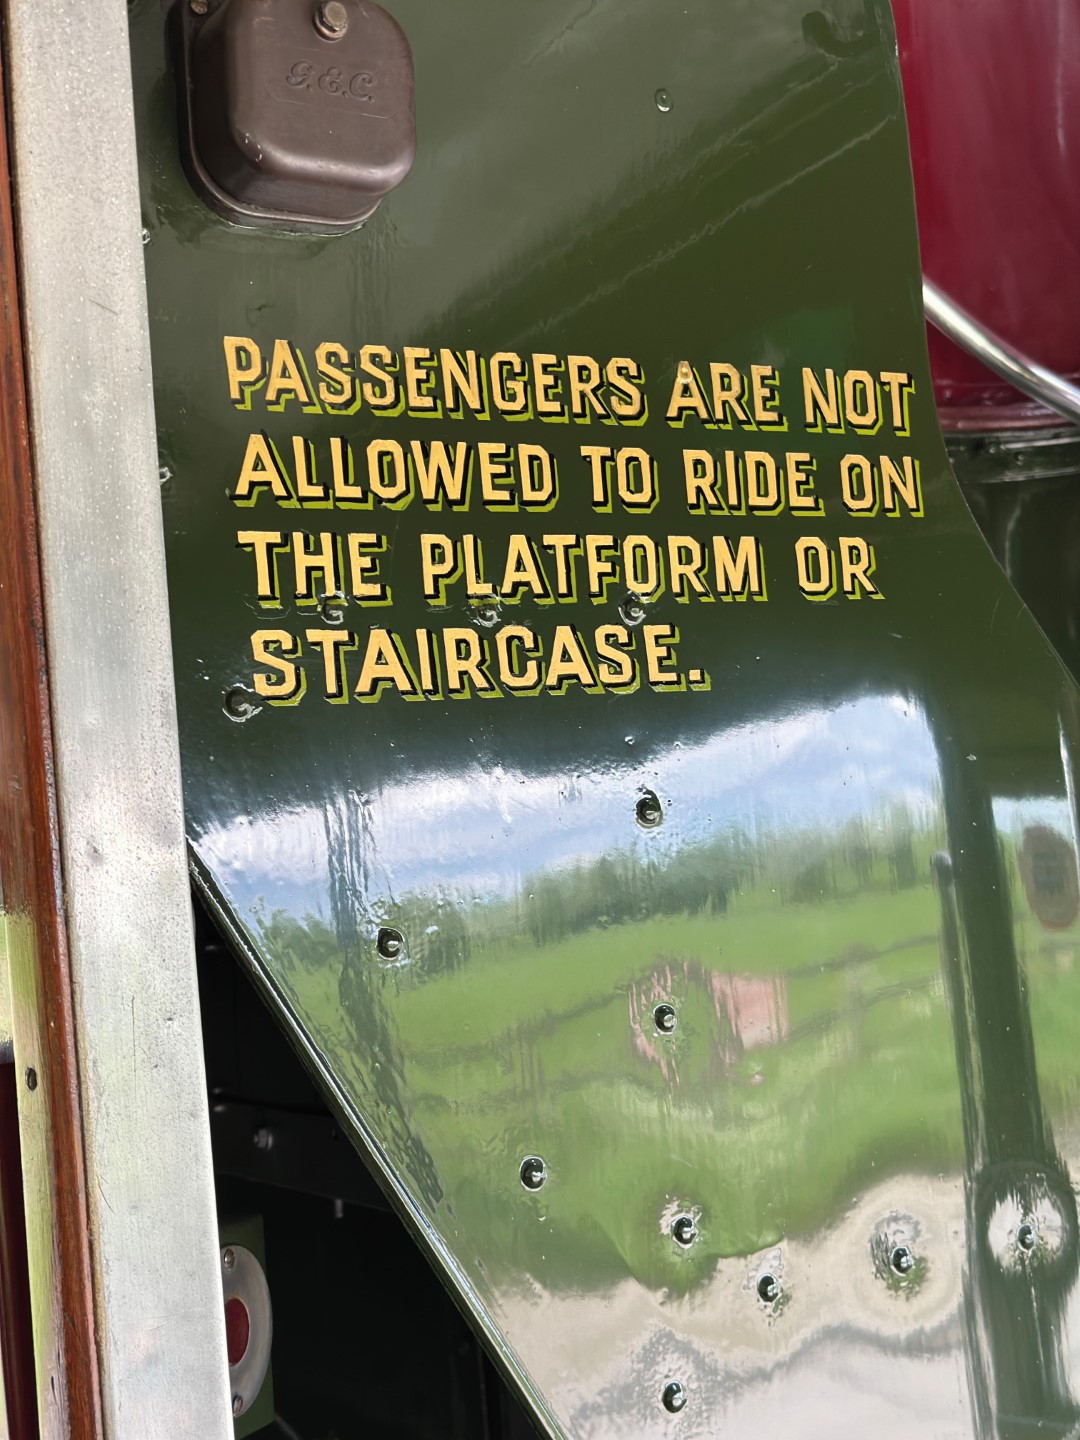 G.E.C.
PASSENGERS ARE NOT
ALLOWED TO RIDE ON
THE PLATFORM OR
STAIRCASE.